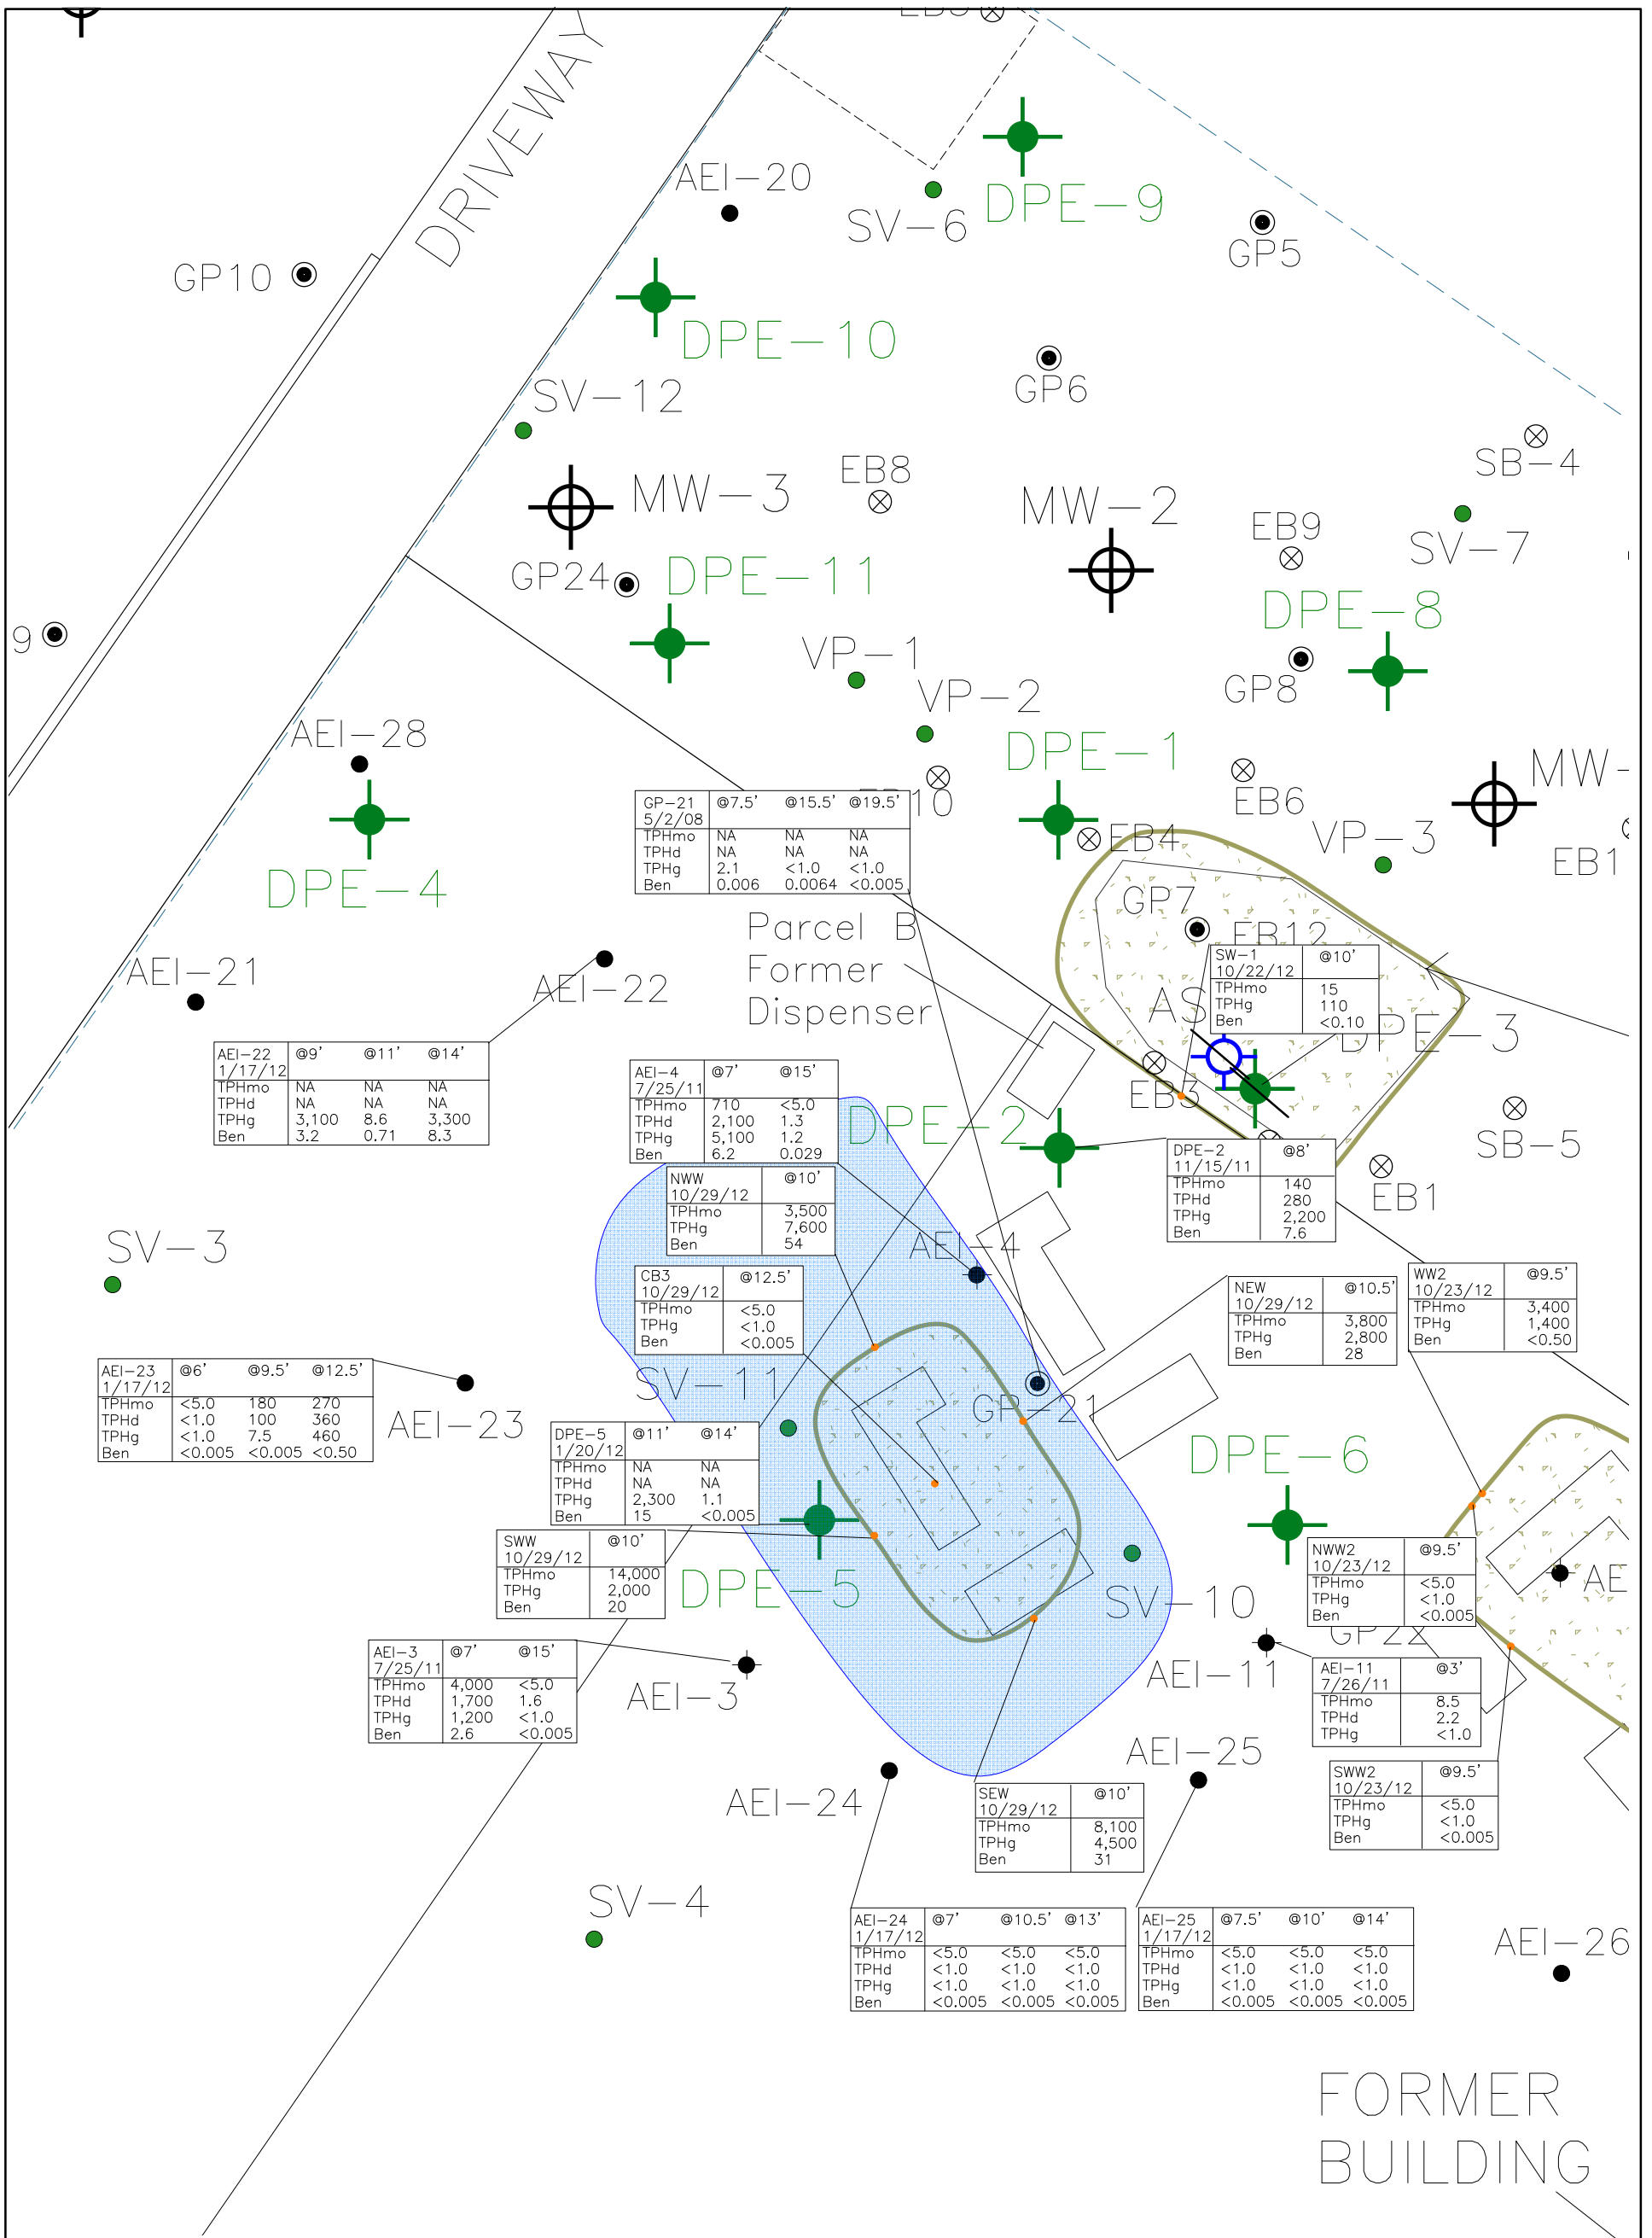 DRIVEWAY
AEI-20
SV-6
DPE-9
GP5
GP10
DPE-10
GP6
SV-12
MW-3
EB8
MW-2
SB-4
EB9
SV-7
GP24
DPE-11
DPE-8
9
VP-1
GP8
VP-2
AEI-28
DPE-1
MW-
EB6
EB4
VP-3
EB1
DPE-4
GP-21 @7.5' @15.5' @19.5'
5/2/08
TPHmo NA NA NA
TPHd NA NA NA
TPHg 2.1 <1.0 <1.0
Ben 0.006 0.0064 <0.005
10
GP7
EB12
Parcel B
Former
Dispenser
AEI-21
AEI-22
SW-1 @10'
10/22/12
TPHmo 15
TPHg 110
Ben <0.10
AS
DPE-3
AEI-22 @9' @11' @14'
1/17/12
TPHmo NA NA NA
TPHd NA NA NA
TPHg 3,100 8.6 3,300
Ben 3.2 0.71 8.3
AEI-4 @7' @15'
7/25/11
TPHmo 710 <5.0
TPHd 2,100 1.3
TPHg 5,100 1.2
Ben 6.2 0.029
DPE-2
EB3
SB-5
EB1
DPE-2 @8'
11/15/11
TPHmo 140
TPHd 280
TPHg 2,200
Ben 7.6
NWW @10'
10/29/12
TPHmo 3,500
TPHg 7,600
Ben 54
AEI-4
SV-3
CB3 @12.5'
10/29/12
TPHmo <5.0
TPHg <1.0
Ben <0.005
NEW @10.5'
10/29/12
TPHmo 3,800
TPHg 2,800
Ben 28
WW2 @9.5'
10/23/12
TPHmo 3,400
TPHg 1,400
Ben <0.50
AEI-23 @6' @9.5' @12.5'
1/17/12
TPHmo <5.0 180 270
TPHd <1.0 100 360
TPHg <1.0 7.5 460
Ben <0.005 <0.005 <0.50
AEI-23
SV-11
GP-21
DPE-6
DPE-5 @11' @14'
1/20/12
TPHmo NA NA
TPHd NA NA
TPHg 2,300 1.1
Ben 15 <0.005
SWW @10'
10/29/12
TPHmo 14,000
TPHg 2,000
Ben 20
DPE-5
SV-10
NWW2 @9.5'
10/23/12
TPHmo <5.0
TPHg <1.0
Ben <0.005
AE
GP22
AEI-3 @7' @15'
7/25/11
TPHmo 4,000 <5.0
TPHd 1,700 1.6
TPHg 1,200 <1.0
Ben 2.6 <0.005
AEI-3
AEI-11
AEI-11 @3'
7/26/11
TPHmo 8.5
TPHd 2.2
TPHg <1.0
AEI-25
AEI-24
SEW @10'
10/29/12
TPHmo 8,100
TPHg 4,500
Ben 31
SWW2 @9.5'
10/23/12
TPHmo <5.0
TPHg <1.0
Ben <0.005
SV-4
AEI-24 @7' @10.5' @13'
1/17/12
TPHmo <5.0 <5.0 <5.0
TPHd <1.0 <1.0 <1.0
TPHg <1.0 <1.0 <1.0
Ben <0.005 <0.005 <0.005
AEI-25 @7.5' @10' @14'
1/17/12
TPHmo <5.0 <5.0 <5.0
TPHd <1.0 <1.0 <1.0
TPHg <1.0 <1.0 <1.0
Ben <0.005 <0.005 <0.005
AEI-26
FORMER
BUILDING